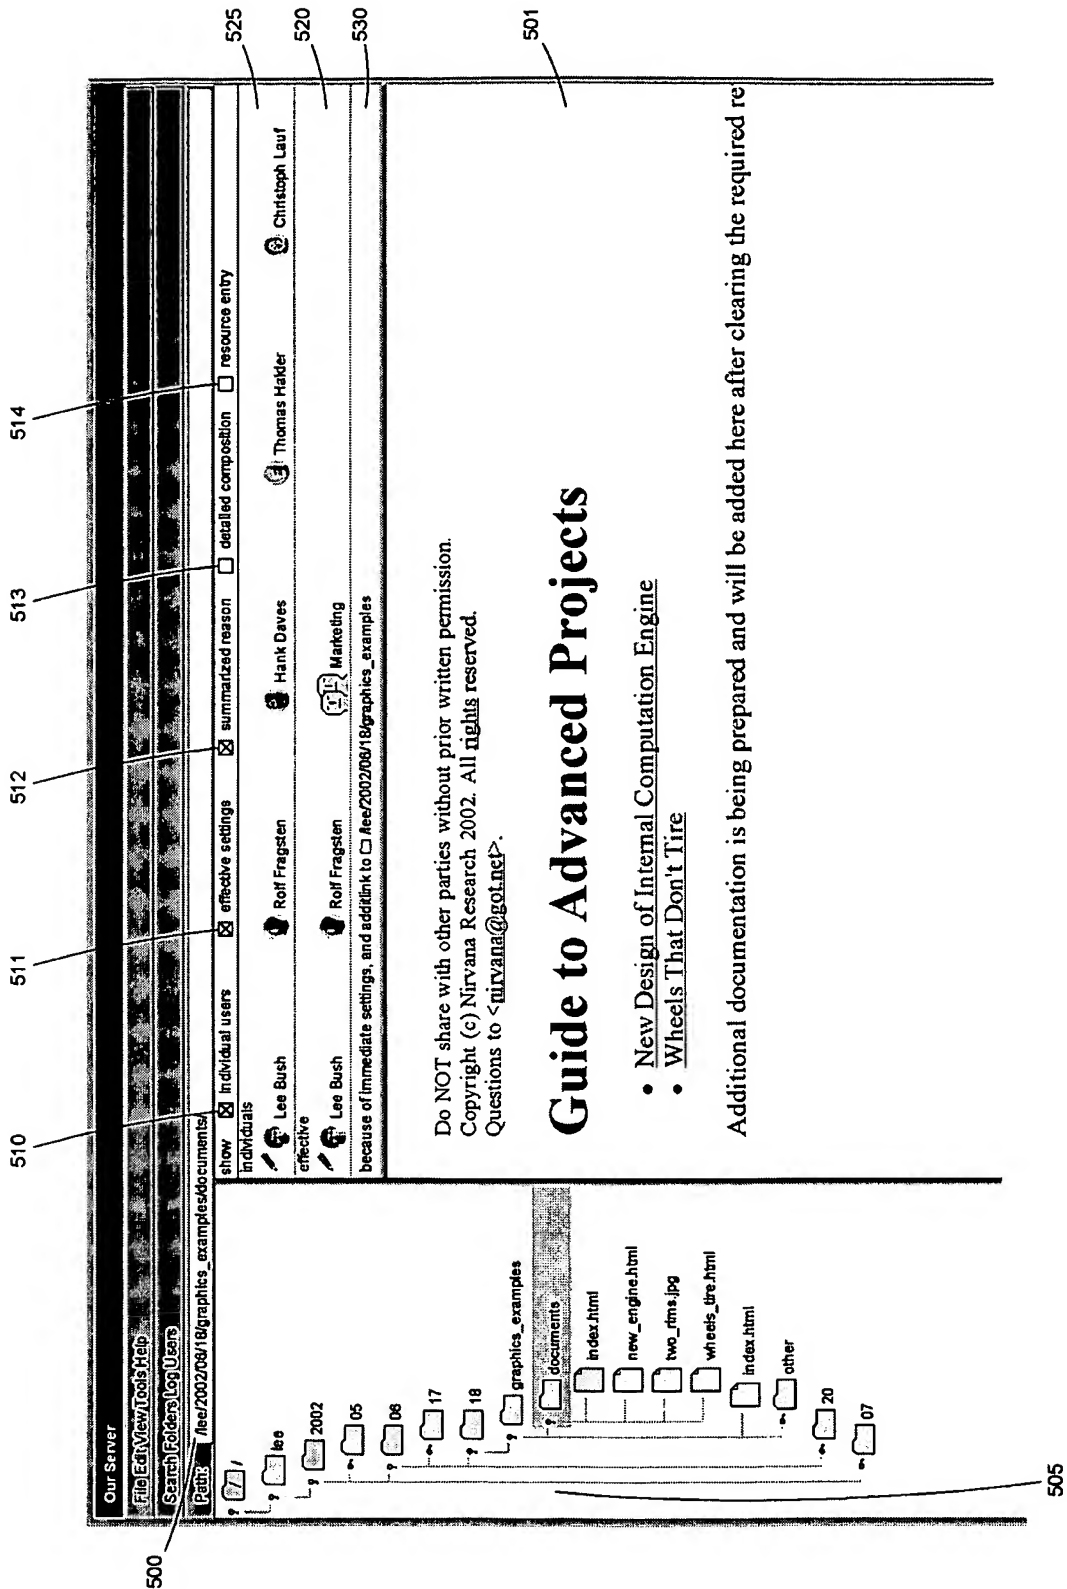 Our Server
File Edit View Tools Help
Search Folders Log Users
Path: /lee/2002/06/18/graphics_examples/documents/
show ☒ individual users ☒ effective settings ☒ summarized reason ☐ detailed composition ☐ resource entry
individuals
Lee Bush Rolf Fragsten Hank Daves Thomas Halder Christoph Lauf
effective
Lee Bush Rolf Fragsten Marketing
because of immediate settings, and additlink to /lee/2002/06/18/graphics_examples
/
lee
2002
05
06
17
18
graphics_examples
documents
index.html
new_engine.html
two_rims.jpg
wheels_tire.html
index.html
other
20
07
Do NOT share with other parties without prior written permission.
Copyright (c) Nirvana Research 2002. All rights reserved.
Questions to <nirvana@got.net>.
Guide to Advanced Projects
• New Design of Internal Computation Engine
• Wheels That Don't Tire
Additional documentation is being prepared and will be added here after clearing the required re
500
510
511
512
513
514
525
520
530
501
505